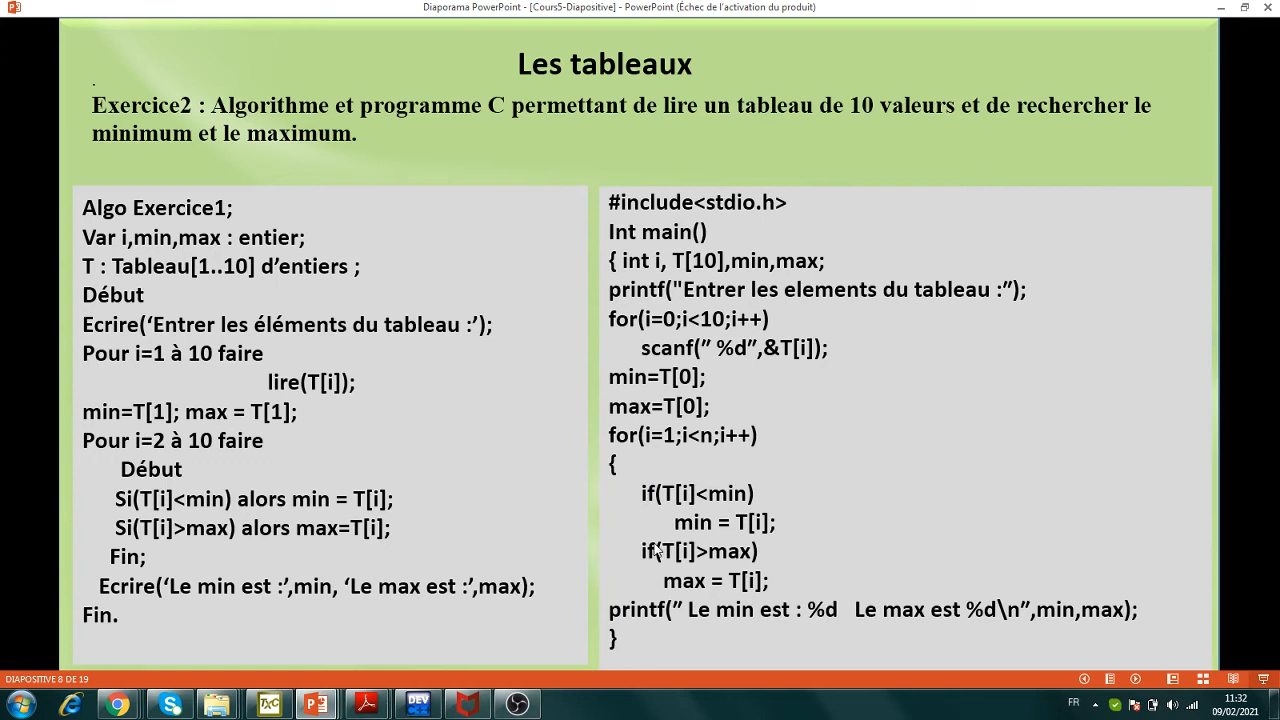 Diaporama PowerPoint - [Cours5-Diapositive] - PowerPoint (Échec de l'activation du produit)
Les tableaux
.
Exercice2 : Algorithme et programme C permettant de lire un tableau de 10 valeurs et de rechercher le
minimum et le maximum.
Algo Exercice1;
Var i,min,max : entier;
T : Tableau[1..10] d’entiers ;
Début
Ecrire(‘Entrer les éléments du tableau :’);
Pour i=1 à 10 faire
lire(T[i]);
min=T[1]; max = T[1];
Pour i=2 à 10 faire
Début
Si(T[i]<min) alors min = T[i];
Si(T[i]>max) alors max=T[i];
Fin;
Ecrire(‘Le min est :’,min, ‘Le max est :’,max);
Fin.
#include<stdio.h>
Int main()
{ int i, T[10],min,max;
printf("Entrer les elements du tableau :”);
for(i=0;i<10;i++)
scanf(” %d”,&T[i]);
min=T[0];
max=T[0];
for(i=1;i<n;i++)
{
if(T[i]<min)
min = T[i];
if(T[i]>max)
max = T[i];
printf(” Le min est : %d   Le max est %d\n”,min,max);
}
DIAPOSITIVE 8 DE 19
FR
11:32
09/02/2021
TXC
DEV